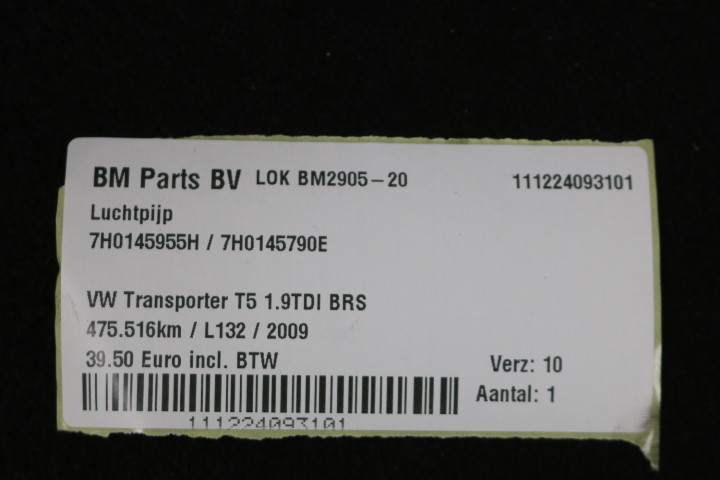 BM Parts BV LOK BM2905-20 111224093101
Luchtpijp
7H0145955H / 7H0145790E
VW Transporter T5 1.9TDI BRS
475.516km / L132 / 2009
39.50 Euro incl. BTW Verz: 10
Aantal: 1
111224093101